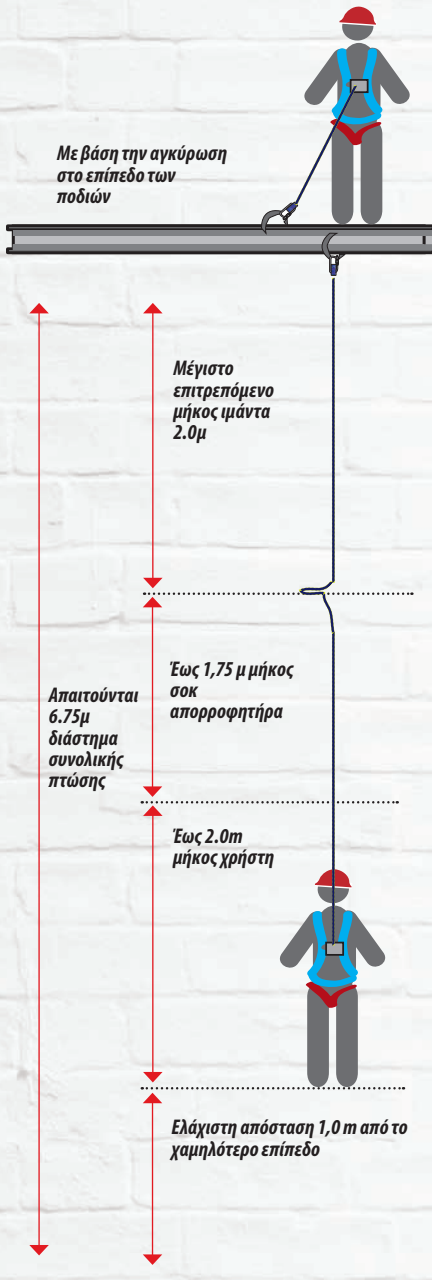 Με βάση την αγκύρωση
στο επίπεδο των
ποδιών
Μέγιστο
επιτρεπόμενο
μήκος ιμάντα
2.0μ
Έως 1,75 μ μήκος
σοκ
απορροφητήρα
Απαιτούνται
6.75μ
διάστημα
συνολικής
πτώσης
Έως 2.0m
μήκος χρήστη
Ελάχιστη απόσταση 1,0 m από το
χαμηλότερο επίπεδο